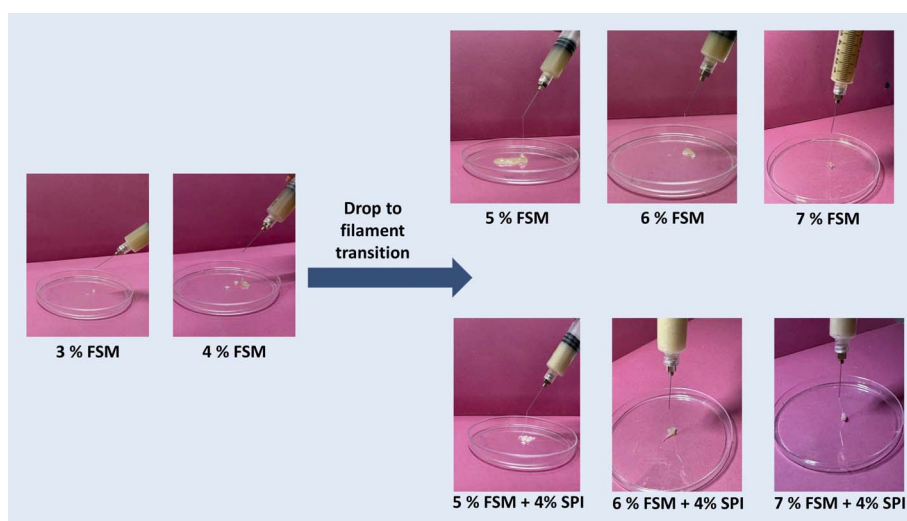 5 % FSM
6 % FSM
7 % FSM
Drop to
filament
transition
3 % FSM
4 % FSM
5 % FSM + 4% SPI
6 % FSM + 4% SPI
7 % FSM + 4% SPI